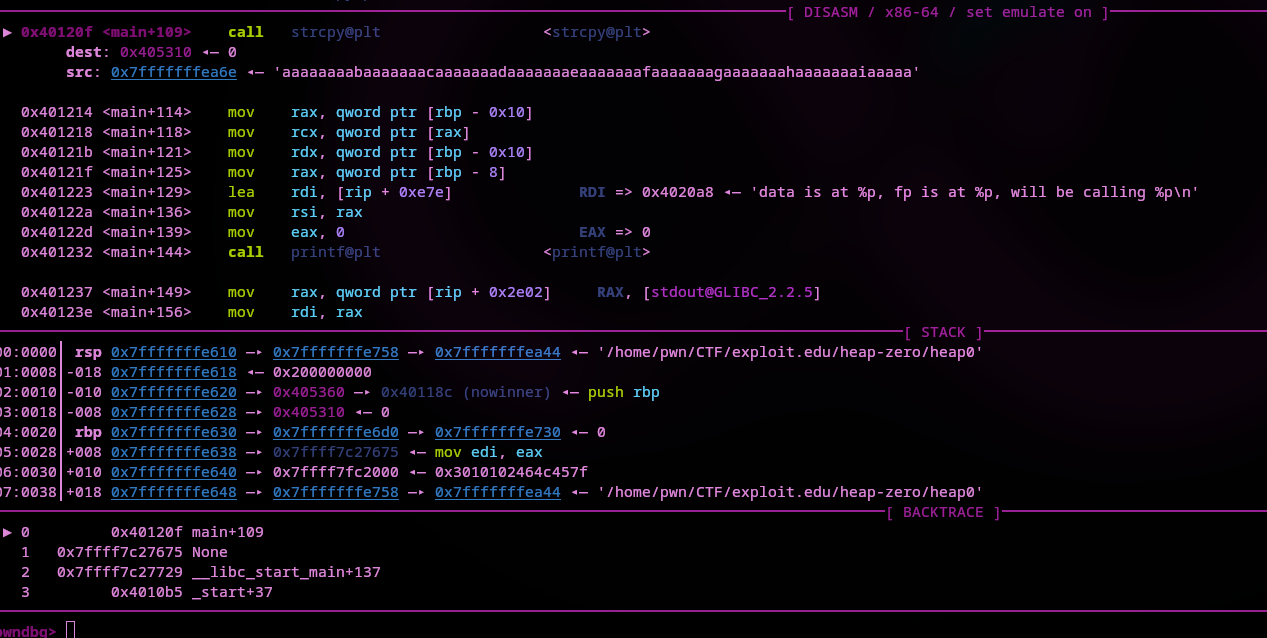 [ DISASM / x86-64 / set emulate on ]
► 0x40120f <main+109> call strcpy@plt <strcpy@plt>
dest: 0x405310 ◂— 0
src: 0x7fffffffea6e ◂— 'aaaaaaaabaaaaaaacaaaaaaadaaaaaaaeaaaaaaafaaaaaaagaaaaaaahaaaaaaaiaaaaa'
0x401214 <main+114> mov rax, qword ptr [rbp - 0x10]
0x401218 <main+118> mov rcx, qword ptr [rax]
0x40121b <main+121> mov rdx, qword ptr [rbp - 0x10]
0x40121f <main+125> mov rax, qword ptr [rbp - 8]
0x401223 <main+129> lea rdi, [rip + 0xe7e] RDI => 0x4020a8 ◂— 'data is at %p, fp is at %p, will be calling %p\n'
0x40122a <main+136> mov rsi, rax
0x40122d <main+139> mov eax, 0 EAX => 0
0x401232 <main+144> call printf@plt <printf@plt>
0x401237 <main+149> mov rax, qword ptr [rip + 0x2e02] RAX, [stdout@GLIBC_2.2.5]
0x40123e <main+156> mov rdi, rax
[ STACK ]
00:0000│ rsp 0x7fffffffe610 —▸ 0x7fffffffe758 —▸ 0x7fffffffea44 ◂— '/home/pwn/CTF/exploit.edu/heap-zero/heap0'
01:0008│-018 0x7fffffffe618 ◂— 0x200000000
02:0010│-010 0x7fffffffe620 —▸ 0x405360 —▸ 0x40118c (nowinner) ◂— push rbp
03:0018│-008 0x7fffffffe628 —▸ 0x405310 ◂— 0
04:0020│ rbp 0x7fffffffe630 —▸ 0x7fffffffe6d0 —▸ 0x7fffffffe730 ◂— 0
05:0028│+008 0x7fffffffe638 —▸ 0x7ffff7c27675 ◂— mov edi, eax
06:0030│+010 0x7fffffffe640 —▸ 0x7ffff7fc2000 ◂— 0x3010102464c457f
07:0038│+018 0x7fffffffe648 —▸ 0x7fffffffe758 —▸ 0x7fffffffea44 ◂— '/home/pwn/CTF/exploit.edu/heap-zero/heap0'
[ BACKTRACE ]
► 0 0x40120f main+109
1 0x7ffff7c27675 None
2 0x7ffff7c27729 __libc_start_main+137
3 0x4010b5 _start+37
pwndbg>